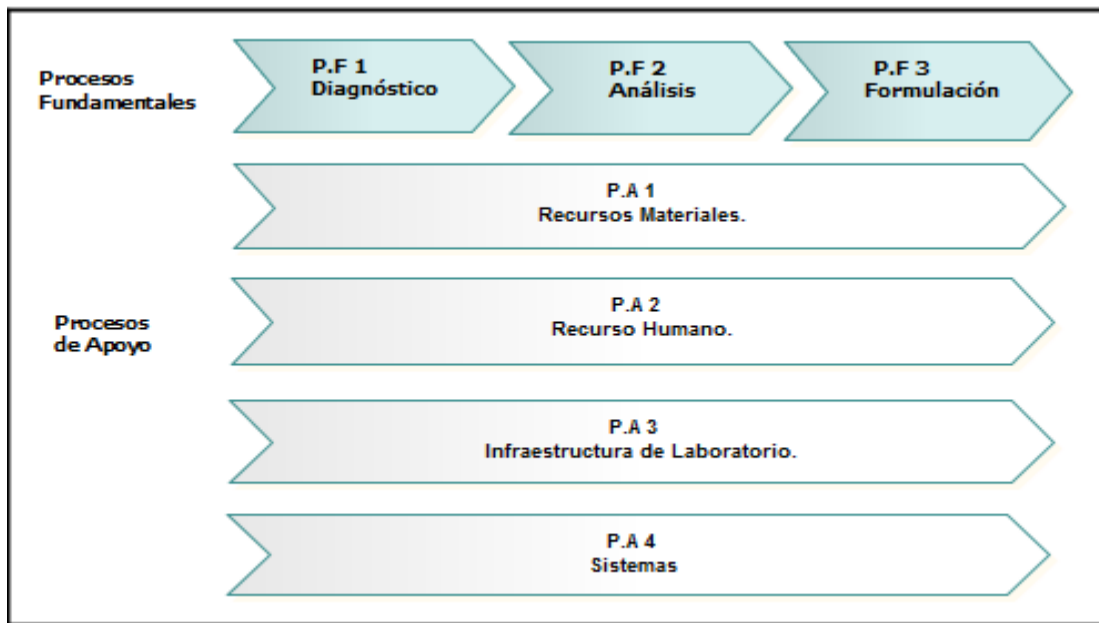 Procesos
Fundamentales
P.F 1
Diagnóstico
P.F 2
Análisis
P.F 3
Formulación
P.A 1
Recursos Materiales.
Procesos
de Apoyo
P.A 2
Recurso Humano.
P.A 3
Infraestructura de Laboratorio.
P.A 4
Sistemas